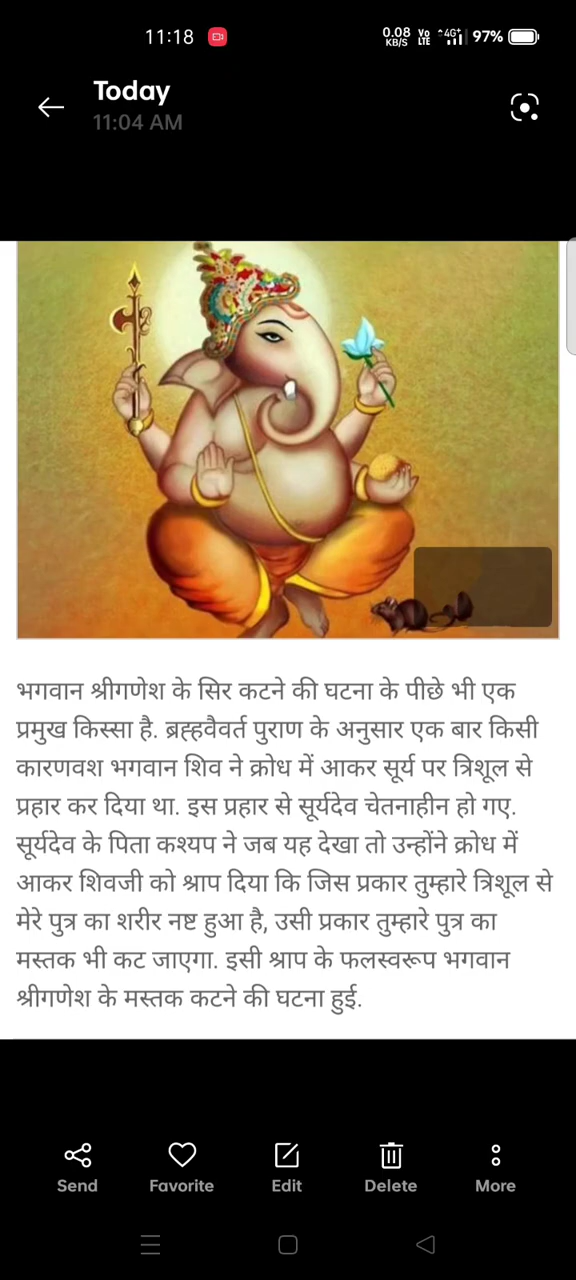 11:18
0.08 KB/S Vo LTE 4G+ 97%
Today
11:04 AM
भगवान श्रीगणेश के सिर कटने की घटना के पीछे भी एक
प्रमुख किस्सा है. ब्रह्हवैवर्त पुराण के अनुसार एक बार किसी
कारणवश भगवान शिव ने क्रोध में आकर सूर्य पर त्रिशूल से
प्रहार कर दिया था. इस प्रहार से सूर्यदेव चेतनाहीन हो गए.
सूर्यदेव के पिता कश्यप ने जब यह देखा तो उन्होंने क्रोध में
आकर शिवजी को श्राप दिया कि जिस प्रकार तुम्हारे त्रिशूल से
मेरे पुत्र का शरीर नष्ट हुआ है, उसी प्रकार तुम्हारे पुत्र का
मस्तक भी कट जाएगा. इसी श्राप के फलस्वरूप भगवान
श्रीगणेश के मस्तक कटने की घटना हुई.
Send Favorite Edit Delete More